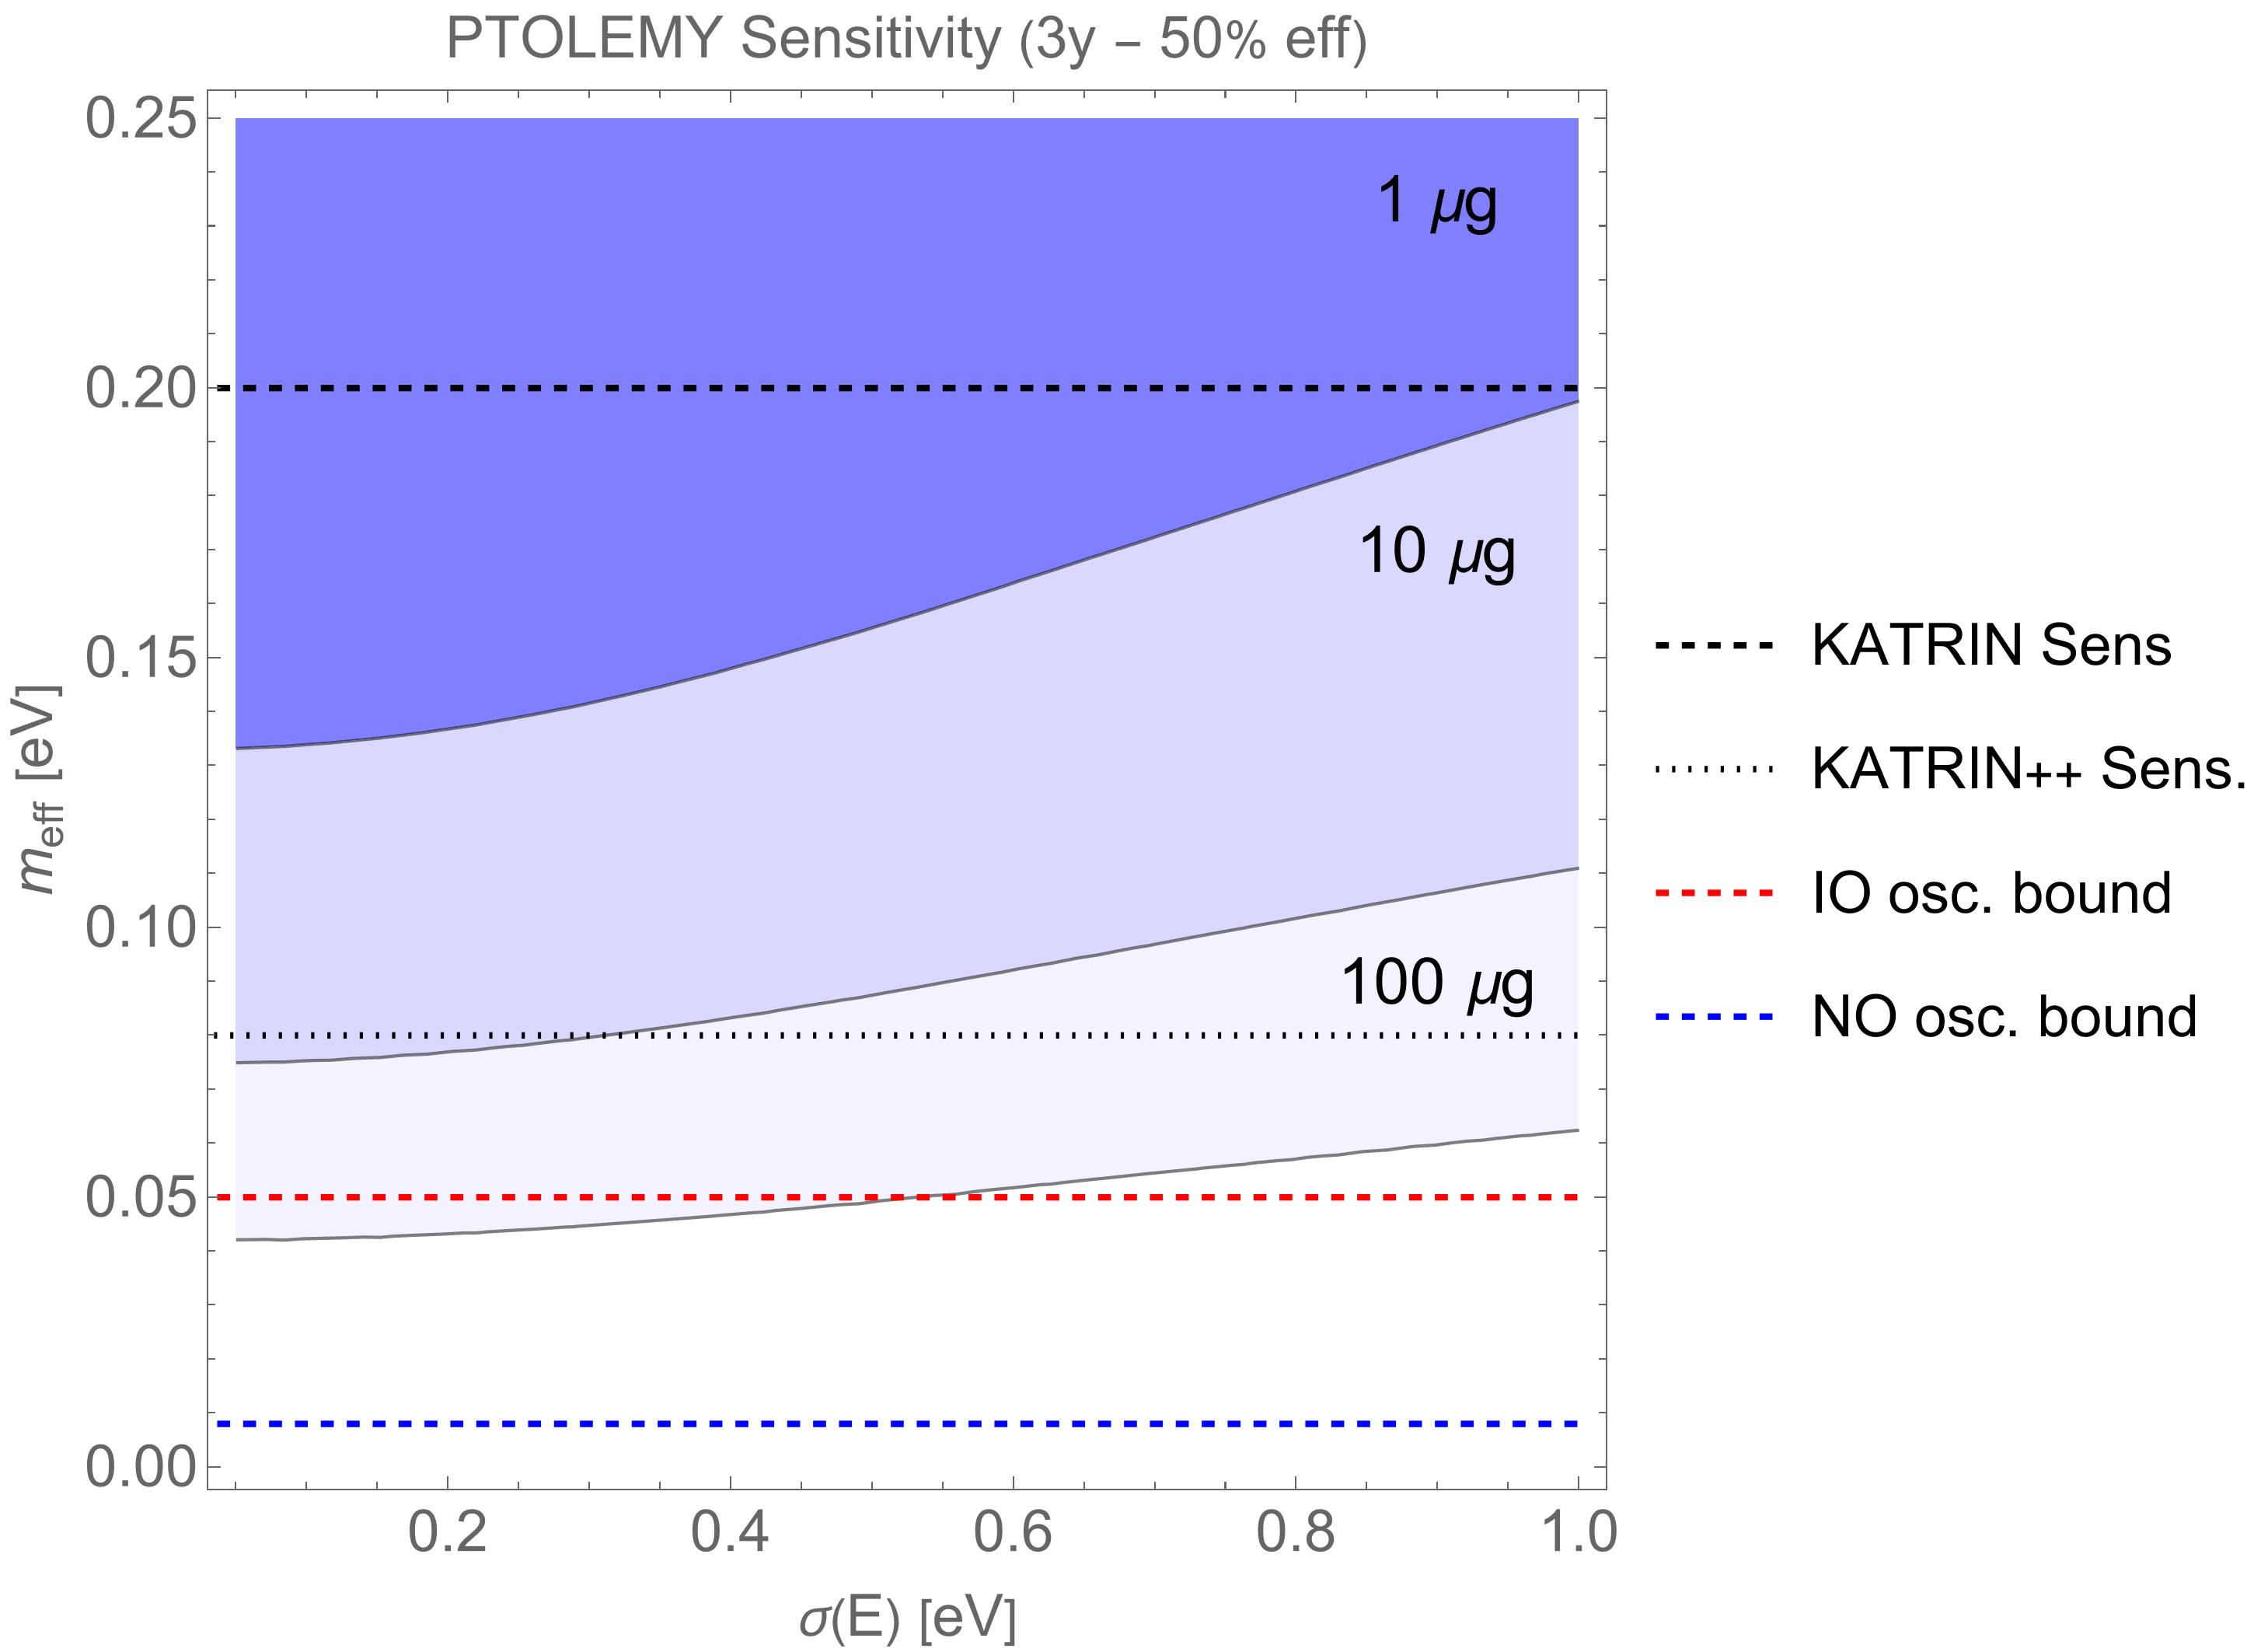 PTOLEMY Sensitivity (3y – 50% eff)
0.25
0.20
0.15
0.10
0.05
0.00
m_eff [eV]
1 μg
10 μg
100 μg
0.2
0.4
0.6
0.8
1.0
σ(E) [eV]
KATRIN Sens
KATRIN++ Sens.
IO osc. bound
NO osc. bound